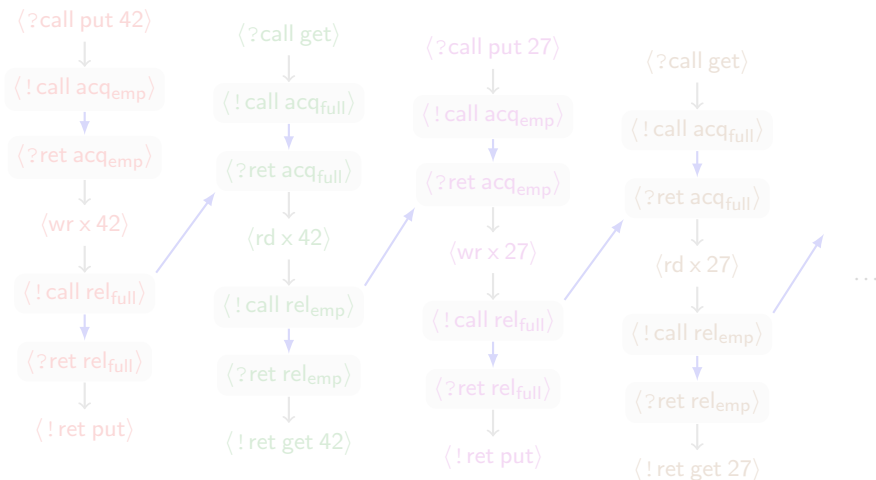 ⟨?call put 42⟩
⟨!call acq_emp⟩
⟨?ret acq_emp⟩
⟨wr x 42⟩
⟨!call rel_full⟩
⟨?ret rel_full⟩
⟨!ret put⟩
⟨?call get⟩
⟨!call acq_full⟩
⟨?ret acq_full⟩
⟨rd x 42⟩
⟨!call rel_emp⟩
⟨?ret rel_emp⟩
⟨!ret get 42⟩
⟨?call put 27⟩
⟨!call acq_emp⟩
⟨?ret acq_emp⟩
⟨wr x 27⟩
⟨!call rel_full⟩
⟨?ret rel_full⟩
⟨!ret put⟩
⟨?call get⟩
⟨!call acq_full⟩
⟨?ret acq_full⟩
⟨rd x 27⟩
⟨!call rel_emp⟩
⟨?ret rel_emp⟩
⟨!ret get 27⟩
...